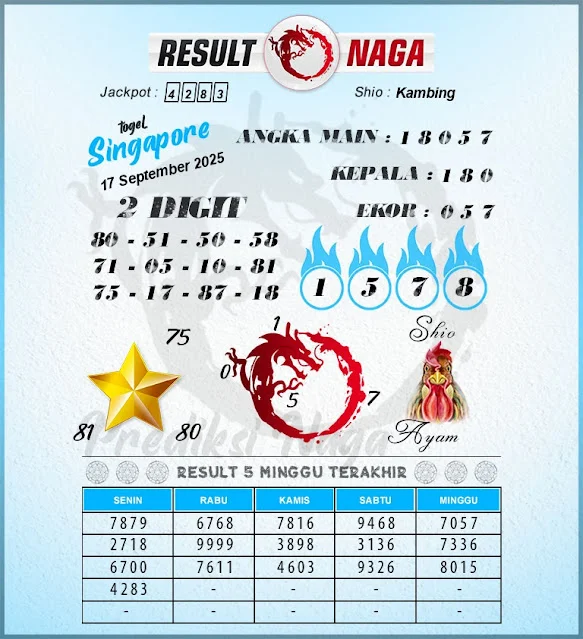 RESULT NAGA
Jackpot : 4283
Shio : Kambing
togel
Singapore
17 September 2025
ANGKA MAIN : 1 8 0 5 7
KEPALA : 1 8 0
EKOR : 0 5 7
2 DIGIT
80 - 51 - 50 - 58
71 - 05 - 10 - 81
75 - 17 - 87 - 18
1 5 7 8
75
81
80
1
0
5
7
Shio
Ayam
Prediksi Naga
RESULT 5 MINGGU TERAKHIR
SENIN RABU KAMIS SABTU MINGGU
7879 6768 7816 9468 7057
2718 9999 3898 3136 7336
6700 7611 4603 9326 8015
4283 - - - -
- - - - -